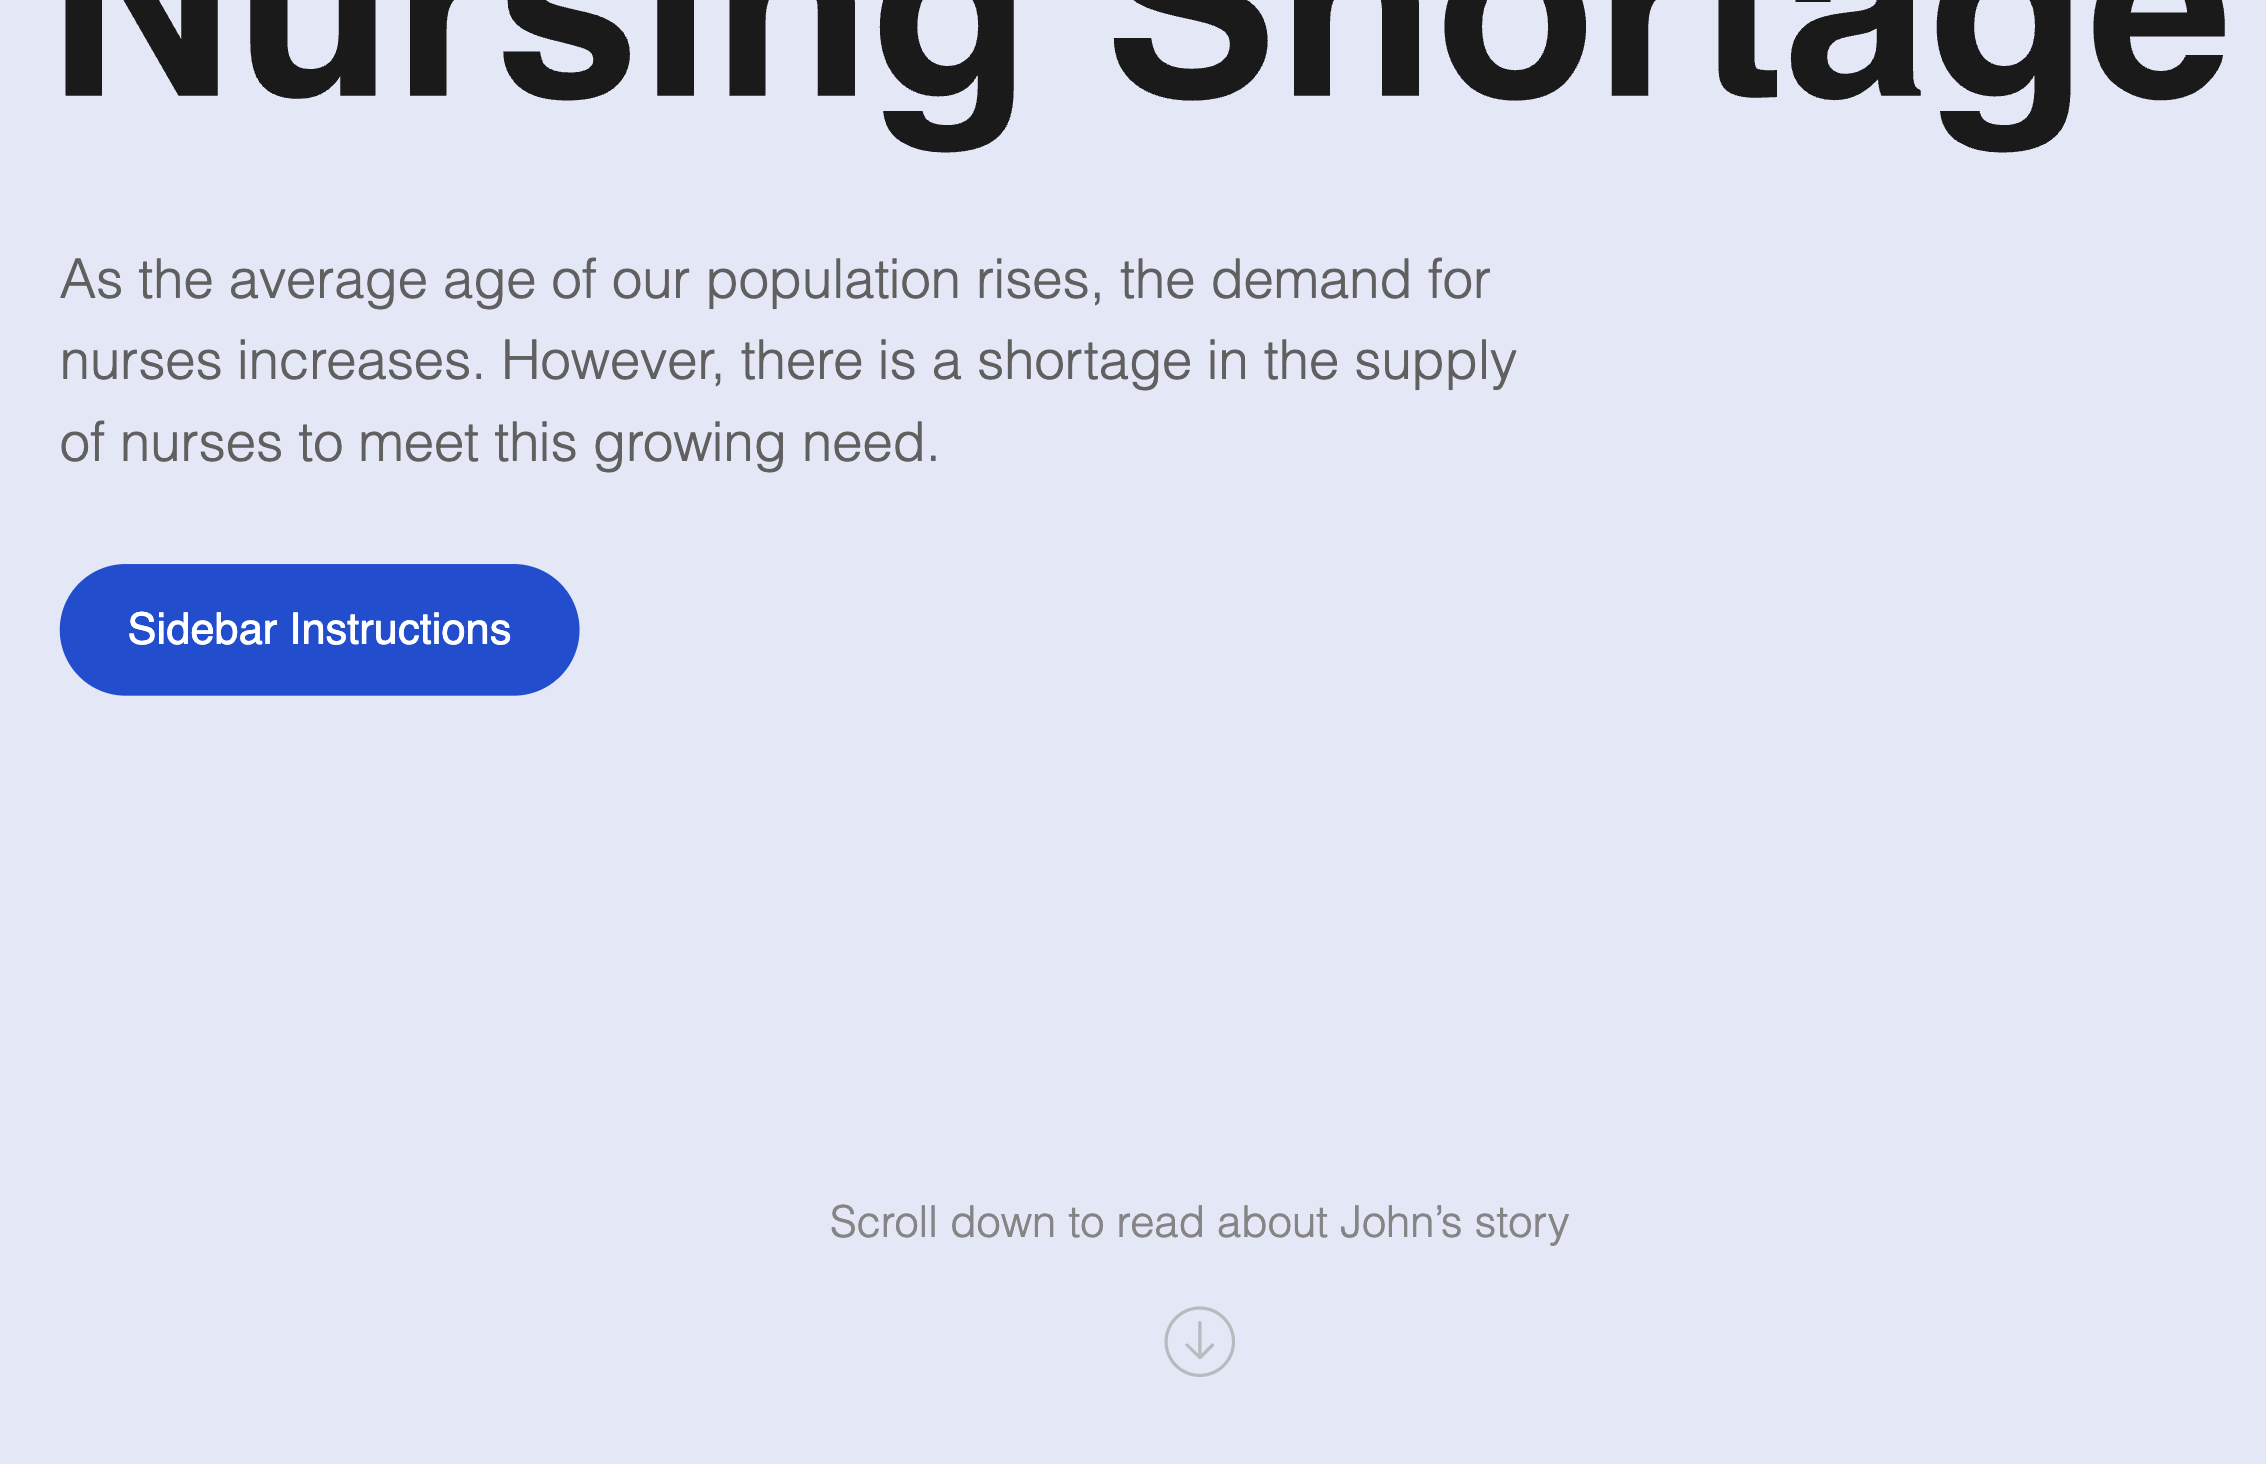 Nursing Shortage
As the average age of our population rises, the demand for
nurses increases. However, there is a shortage in the supply
of nurses to meet this growing need.
Sidebar Instructions
Scroll down to read about John’s story